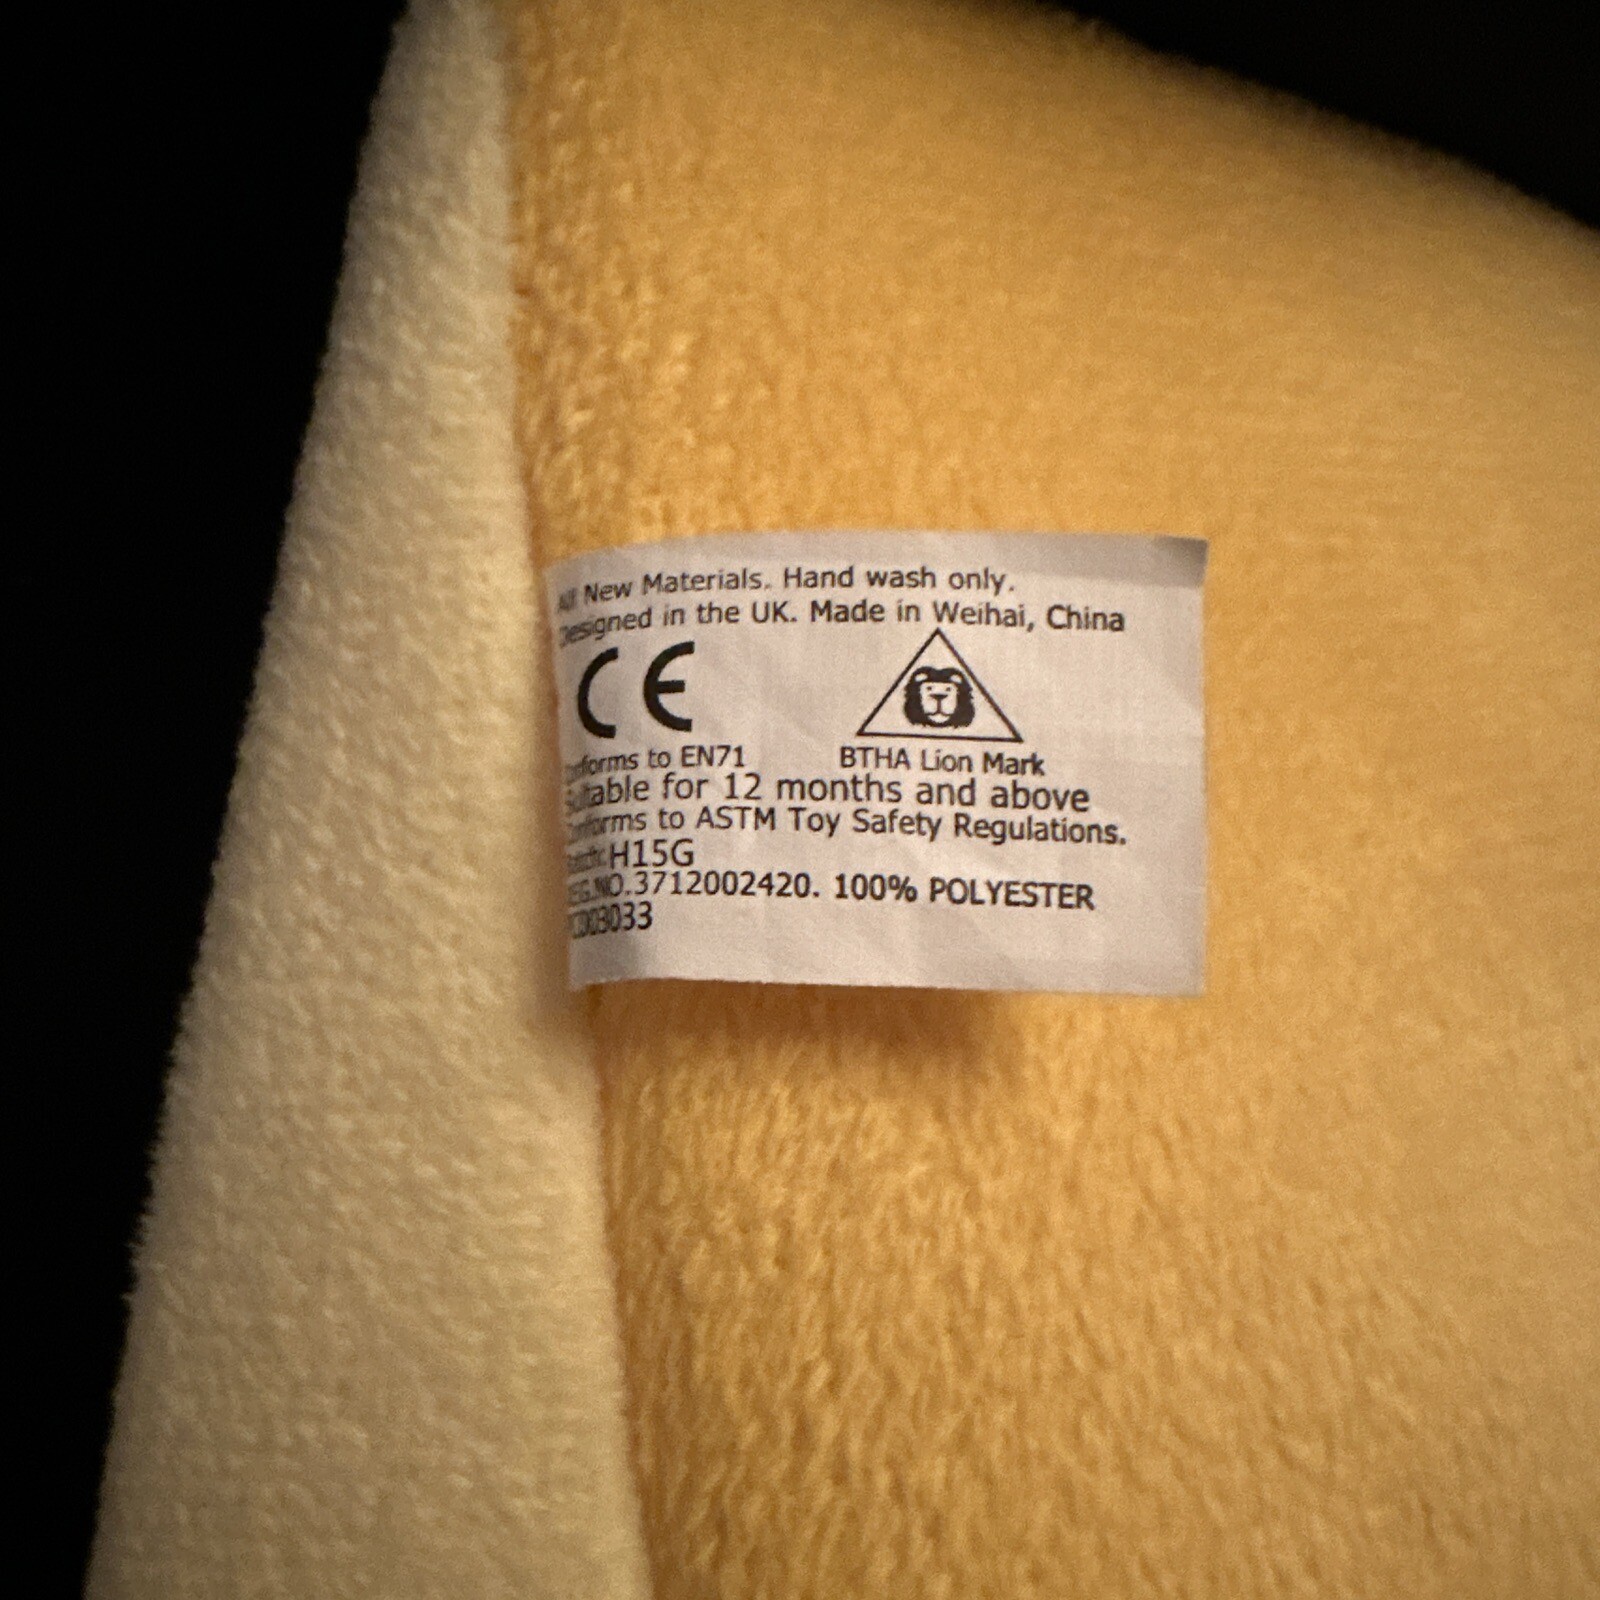 All New Materials. Hand wash only.
Designed in the UK. Made in Weihai, China
CE
Conforms to EN71
BTHA Lion Mark
Suitable for 12 months and above
Conforms to ASTM Toy Safety Regulations.
H15G
REG.NO.3712002420. 100% POLYESTER